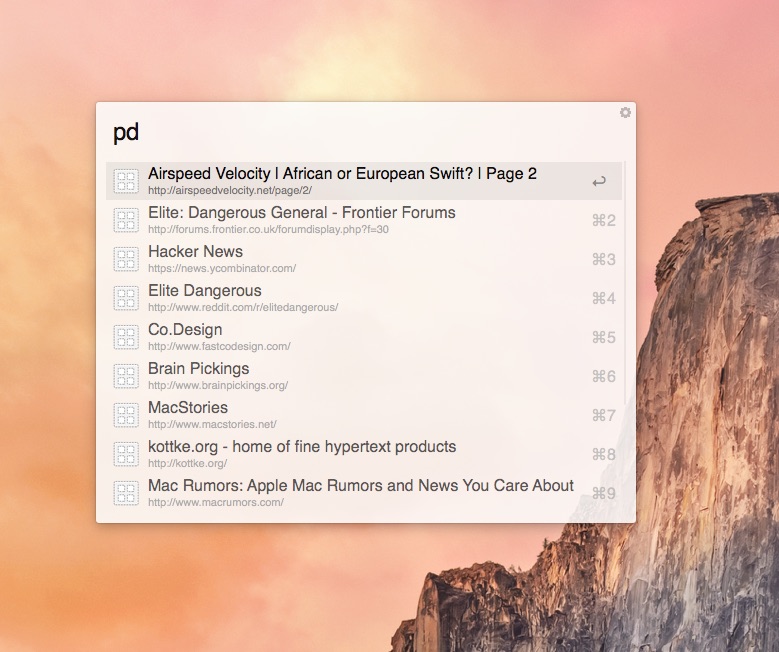 pd
Airspeed Velocity | African or European Swift? | Page 2
http://airspeedvelocity.net/page/2/
↩
Elite: Dangerous General - Frontier Forums
http://forums.frontier.co.uk/forumdisplay.php?f=30
⌘2
Hacker News
https://news.ycombinator.com/
⌘3
Elite Dangerous
http://www.reddit.com/r/elitedangerous/
⌘4
Co.Design
http://www.fastcodesign.com/
⌘5
Brain Pickings
http://www.brainpickings.org/
⌘6
MacStories
http://www.macstories.net/
⌘7
kottke.org - home of fine hypertext products
http://kottke.org/
⌘8
Mac Rumors: Apple Mac Rumors and News You Care About
http://www.macrumors.com/
⌘9